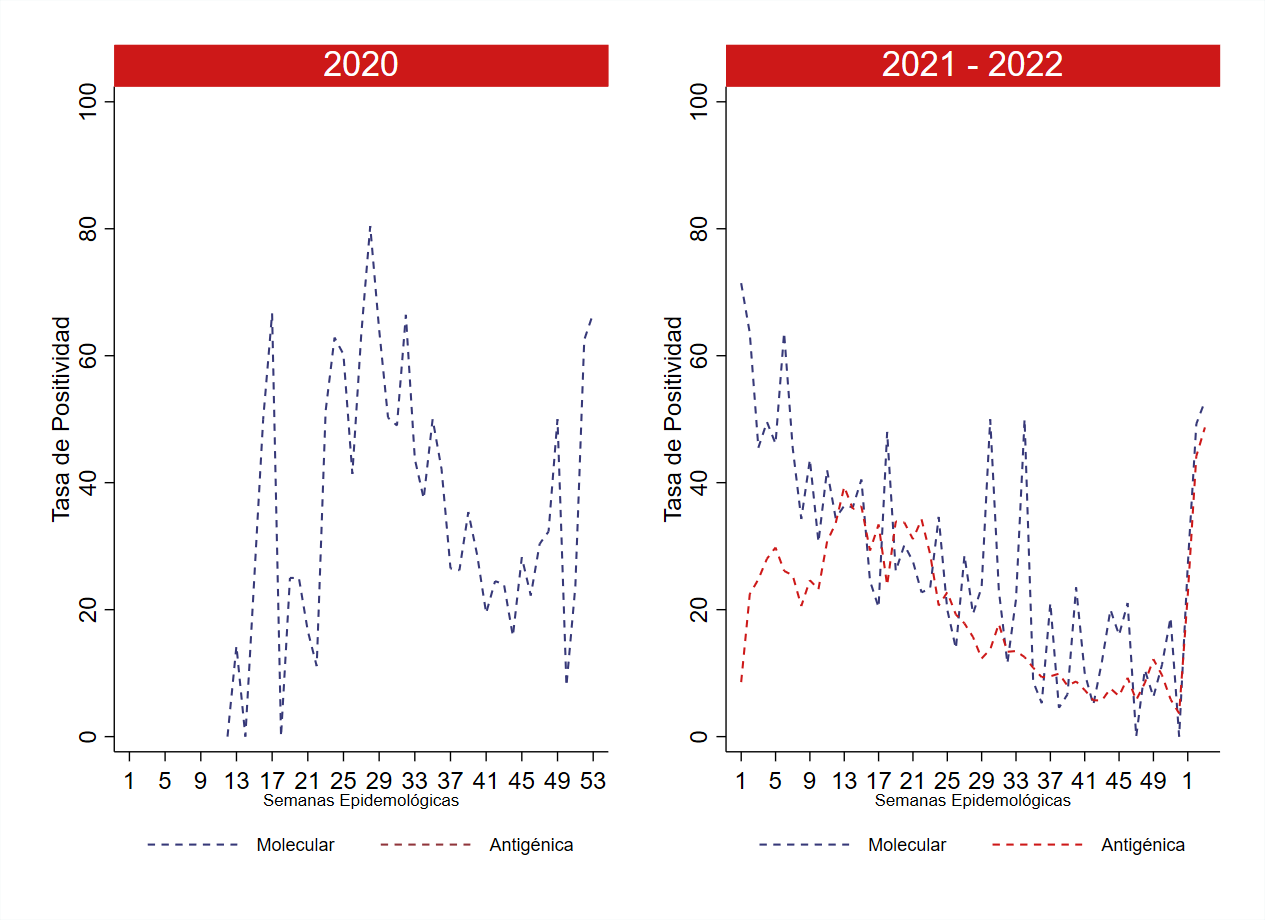 2020
Tasa de Positividad
100
80
60
40
20
0
1 5 9 13 17 21 25 29 33 37 41 45 49 53
Semanas Epidemológicas
Molecular Antigénica
2021 - 2022
Tasa de Positividad
100
80
60
40
20
0
1 5 9 13 17 21 25 29 33 37 41 45 49 1
Semanas Epidemológicas
Molecular Antigénica